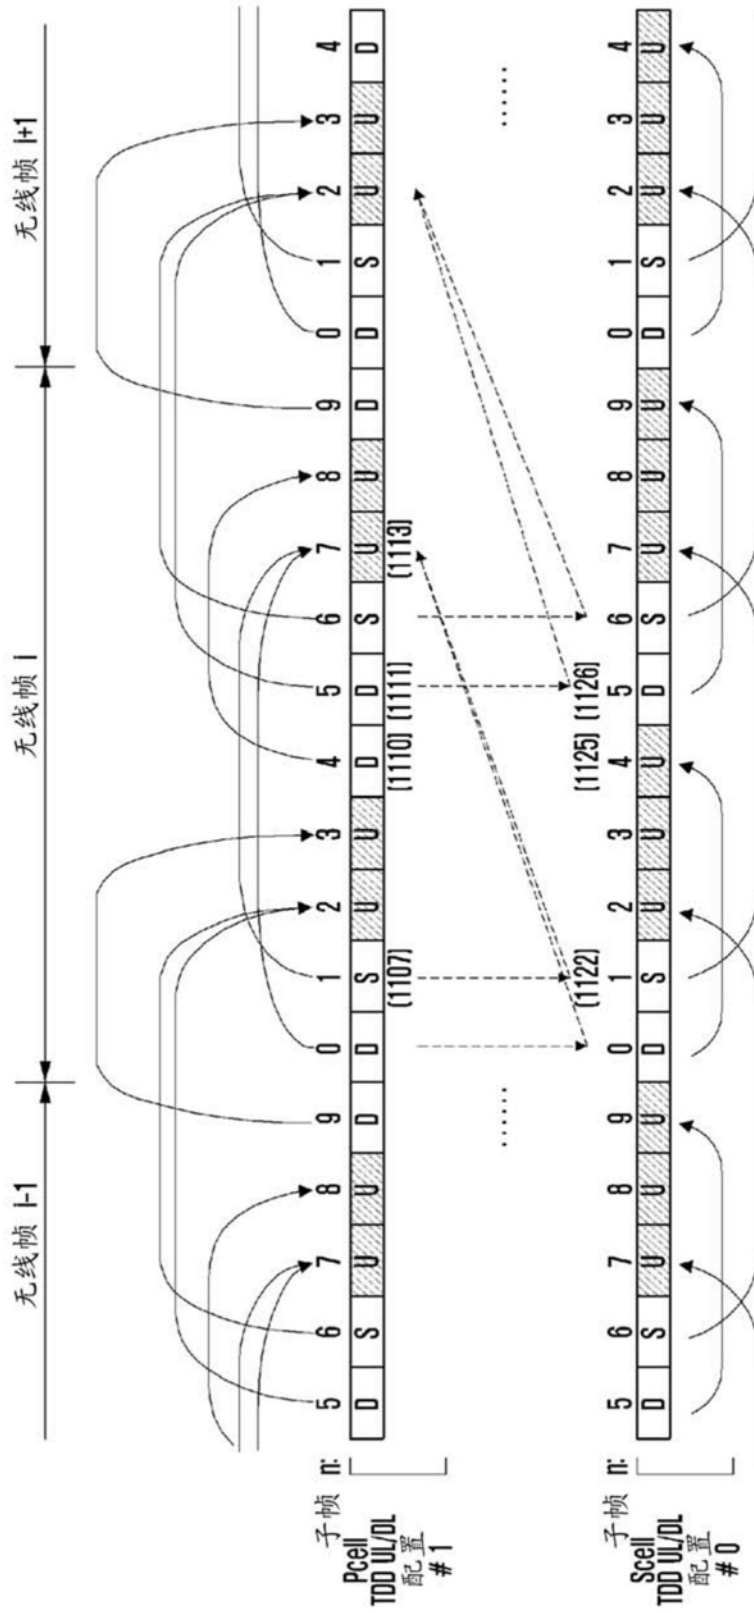 无线帧 i-1 无线帧 i 无线帧 i+1
子帧 n: 5 6 7 8 9 0 1 2 3 4 5 6 7 8 9 0 1 2 3 4
Pcell
TDD UL/DL
配置
# 1
D S U U D D S U U D D S U U D D S U U D
(1107) (1110) (1111) (1113)
...... ......
(1122) (1125) (1126)
子帧 n: 5 6 7 8 9 0 1 2 3 4 5 6 7 8 9 0 1 2 3 4
Scell
TDD UL/DL
配置
# 0
D S U U U D S U U U D S U U U D S U U U